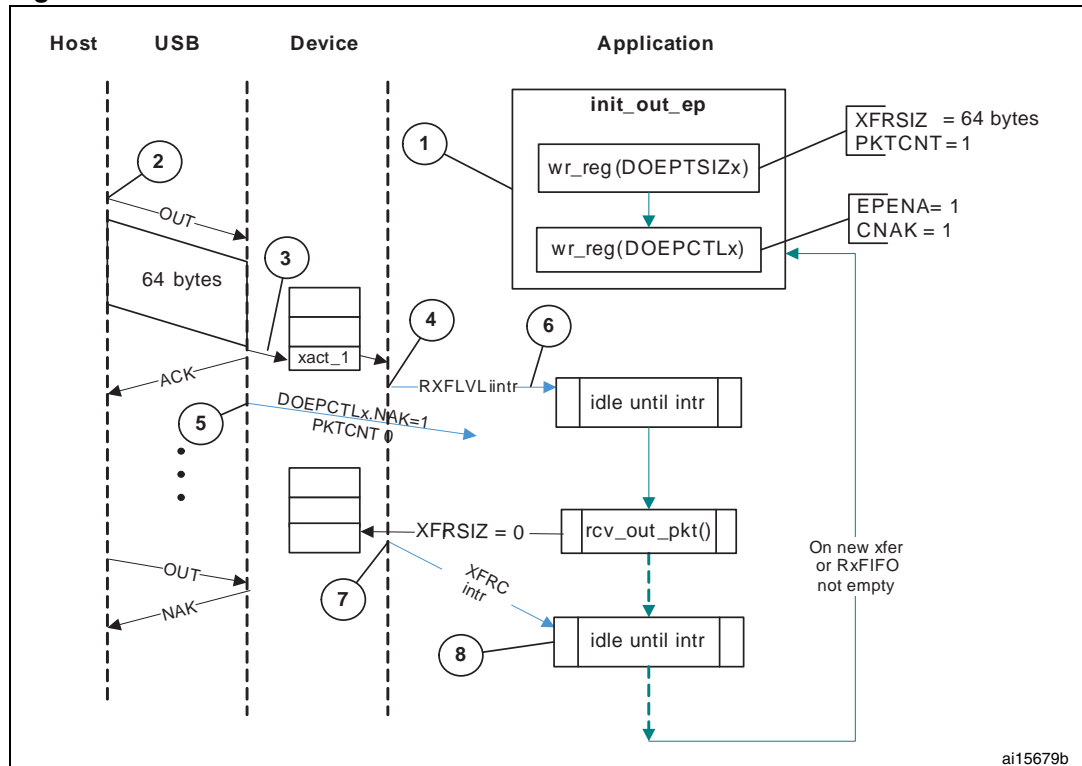 Host USB Device Application
init_out_ep
XFRSIZ = 64 bytes
PKTCNT = 1
1
wr_reg(DOEPTSIZx)
2
OUT
EPENA= 1
CNAK = 1
wr_reg(DOEPCTLx)
3
64 bytes
4
6
xact_1
ACK
RXFLVL iintr
idle until intr
DOEPCTLx.NAK=1
PKTCNT 0
5
XFRSIZ = 0
rcv_out_pkt()
On new xfer
or RxFIFO
not empty
OUT
XFRC
intr
7
NAK
8
idle until intr
ai15679b